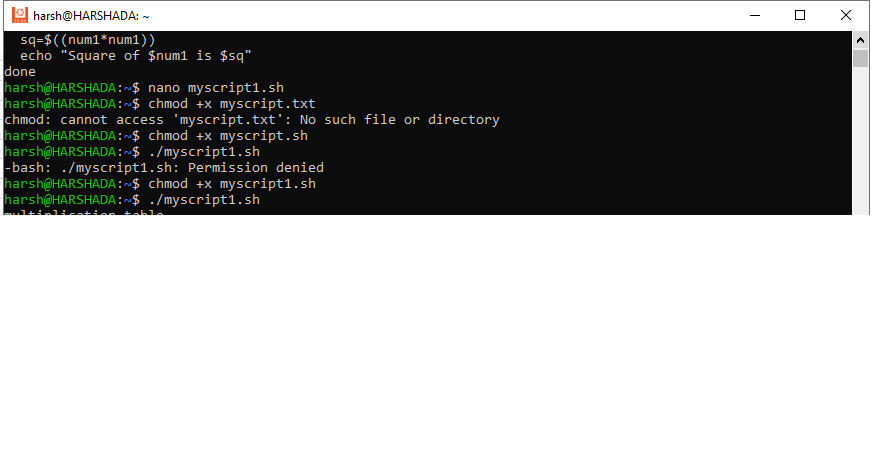 harsh@HARSHADA: ~
  sq=$((num1*num1))
  echo "Square of $num1 is $sq"
done
harsh@HARSHADA:~$ nano myscript1.sh
harsh@HARSHADA:~$ chmod +x myscript.txt
chmod: cannot access 'myscript.txt': No such file or directory
harsh@HARSHADA:~$ chmod +x myscript.sh
harsh@HARSHADA:~$ ./myscript1.sh
-bash: ./myscript1.sh: Permission denied
harsh@HARSHADA:~$ chmod +x myscript1.sh
harsh@HARSHADA:~$ ./myscript1.sh